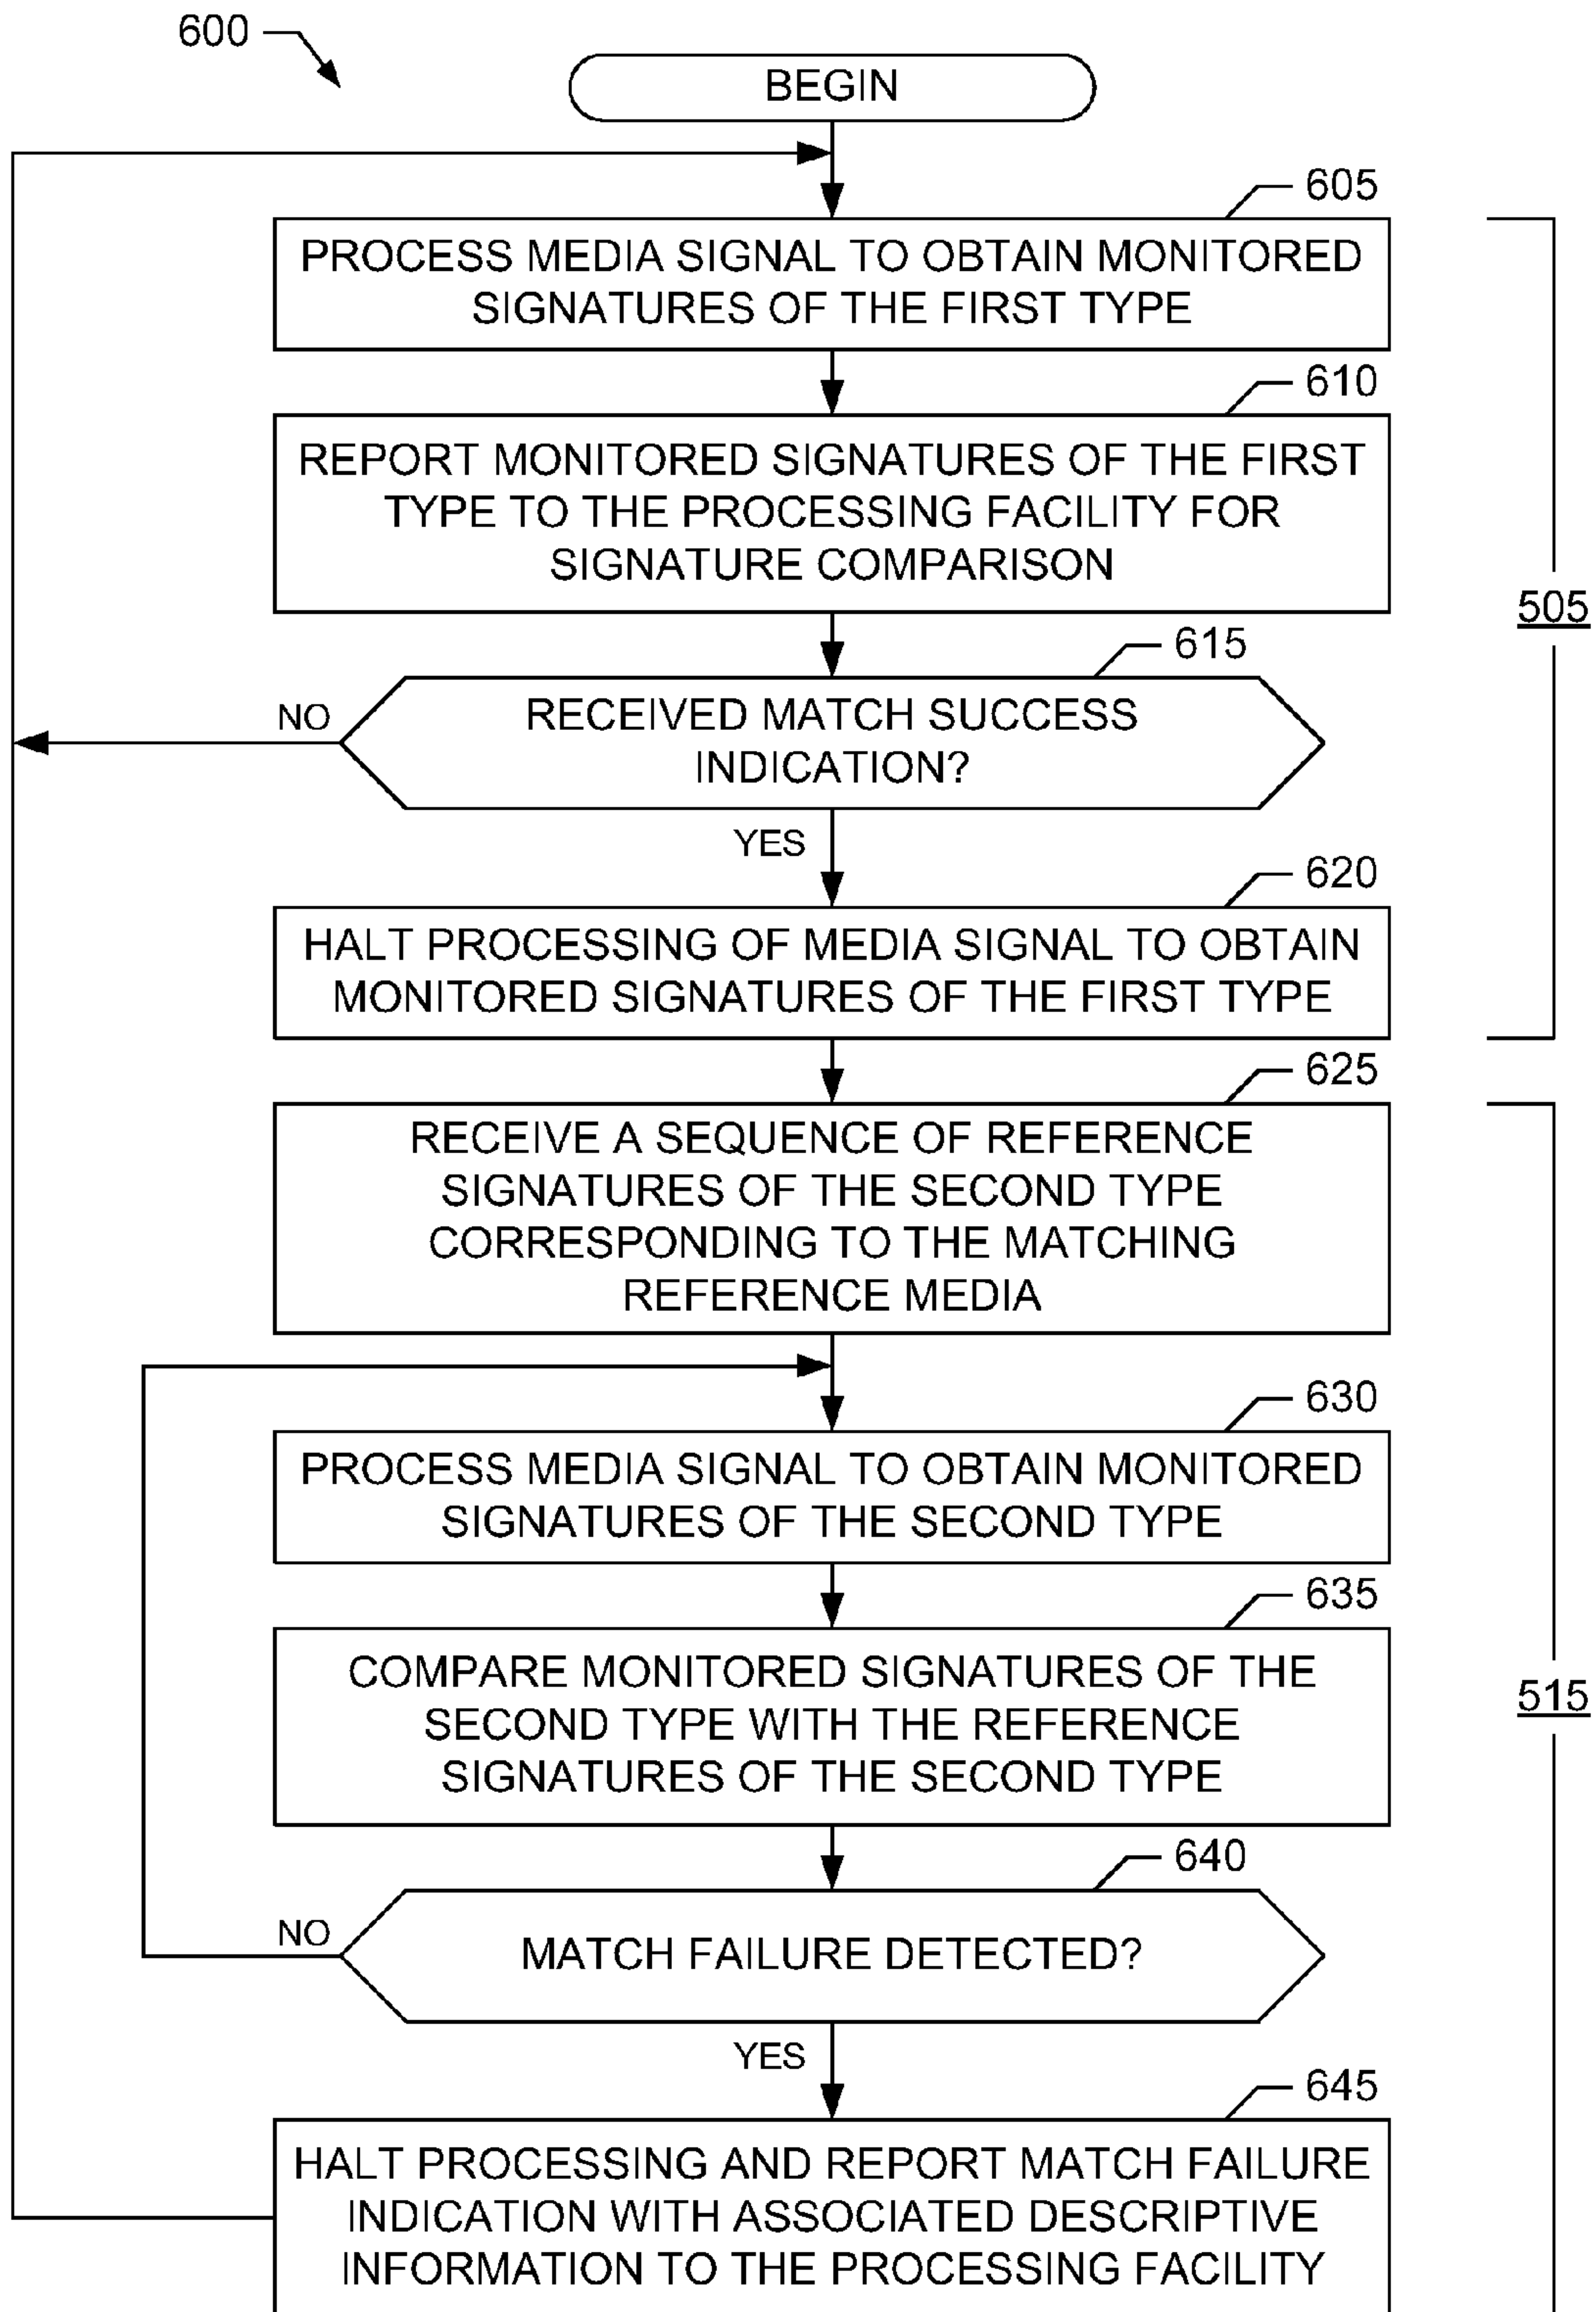 600
BEGIN
605
PROCESS MEDIA SIGNAL TO OBTAIN MONITORED
SIGNATURES OF THE FIRST TYPE
610
REPORT MONITORED SIGNATURES OF THE FIRST
TYPE TO THE PROCESSING FACILITY FOR
SIGNATURE COMPARISON
505
615
RECEIVED MATCH SUCCESS
INDICATION?
NO
YES
620
HALT PROCESSING OF MEDIA SIGNAL TO OBTAIN
MONITORED SIGNATURES OF THE FIRST TYPE
625
RECEIVE A SEQUENCE OF REFERENCE
SIGNATURES OF THE SECOND TYPE
CORRESPONDING TO THE MATCHING
REFERENCE MEDIA
630
PROCESS MEDIA SIGNAL TO OBTAIN MONITORED
SIGNATURES OF THE SECOND TYPE
635
COMPARE MONITORED SIGNATURES OF THE
SECOND TYPE WITH THE REFERENCE
SIGNATURES OF THE SECOND TYPE
515
640
MATCH FAILURE DETECTED?
NO
YES
645
HALT PROCESSING AND REPORT MATCH FAILURE
INDICATION WITH ASSOCIATED DESCRIPTIVE
INFORMATION TO THE PROCESSING FACILITY